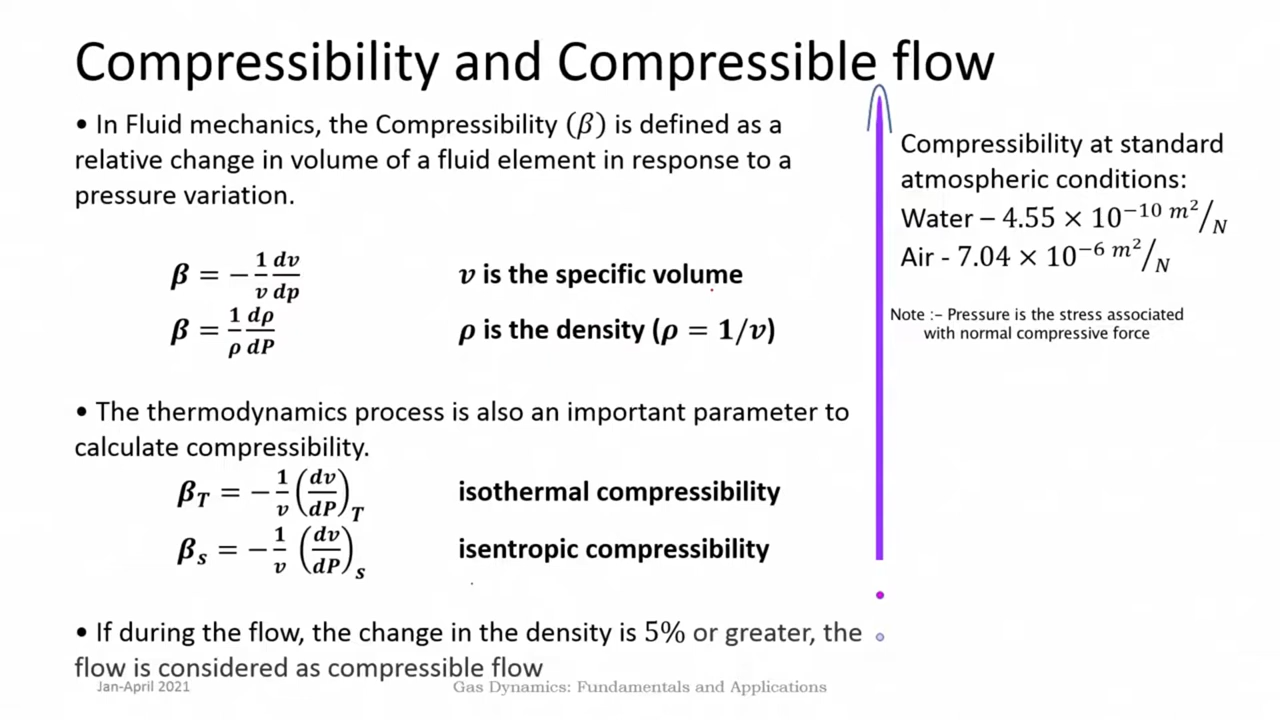 Compressibility and Compressible flow
• In Fluid mechanics, the Compressibility (β) is defined as a
relative change in volume of a fluid element in response to a
pressure variation.
β = −(1/v)(dv/dp)    v is the specific volume
β = (1/ρ)(dρ/dP)    ρ is the density (ρ = 1/v)
• The thermodynamics process is also an important parameter to
calculate compressibility.
β_T = −(1/v)(dv/dP)_T    isothermal compressibility
β_s = −(1/v)(dv/dP)_s    isentropic compressibility
• If during the flow, the change in the density is 5% or greater, the
flow is considered as compressible flow
Compressibility at standard
atmospheric conditions:
Water – 4.55 × 10⁻¹⁰ m²/N
Air - 7.04 × 10⁻⁶ m²/N
Note :- Pressure is the stress associated
with normal compressive force
Jan-April 2021
Gas Dynamics: Fundamentals and Applications